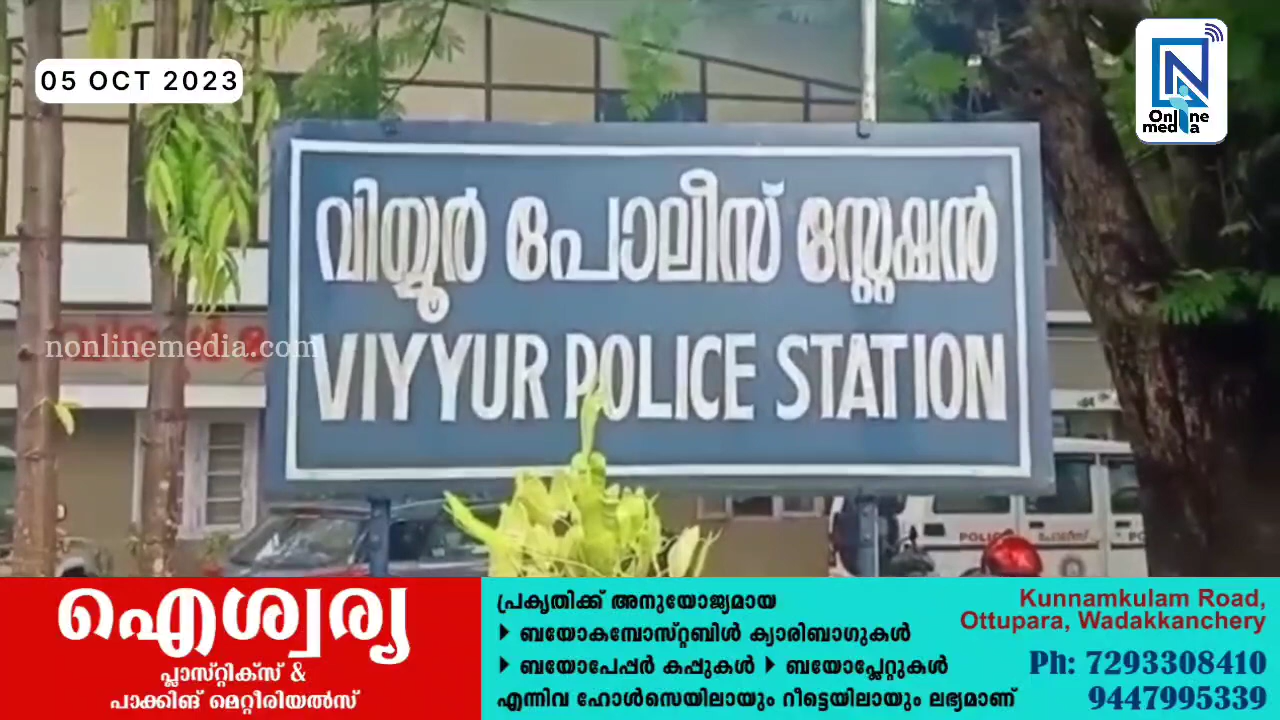 05 OCT 2023
N
Online
media
വിയ്യൂർ പോലീസ് സ്റ്റേഷൻ
nonlinemedia.com
VIYYUR POLICE STATION
POLICE പോലീസ്
ഐശ്വര്യ
പ്ലാസ്റ്റിക്സ് &
പാക്കിങ് മെറ്റീരിയൽസ്
പ്രകൃതിക്ക് അനുയോജ്യമായ
ബയോകമ്പോസ്റ്റബിൾ ക്യാരിബാഗുകൾ
ബയോപേപ്പർ കപ്പുകൾ ബയോപ്ലേറ്റുകൾ
എന്നിവ ഹോൾസെയിലായും റീട്ടെയിലായും ലഭ്യമാണ്
Kunnamkulam Road,
Ottupara, Wadakkanchery
Ph: 7293308410
9447995339